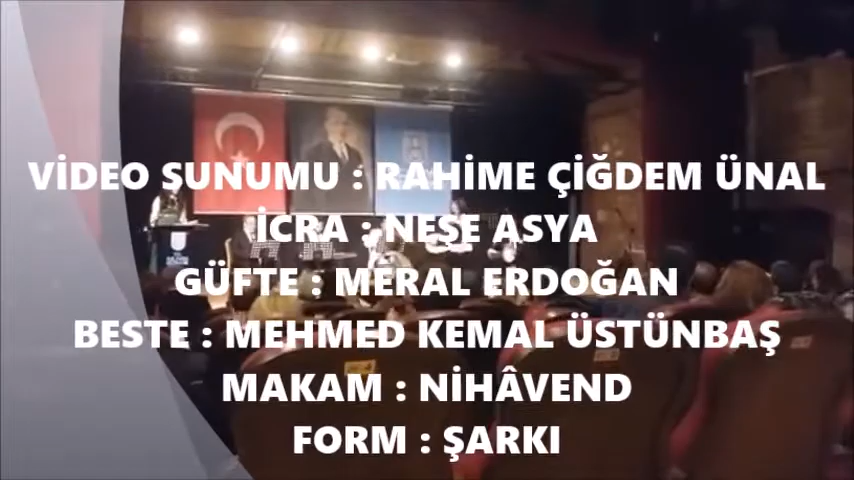 VİDEO SUNUMU : RAHİME ÇİĞDEM ÜNAL
İCRA : NEŞE ASYA
GÜFTE : MERAL ERDOĞAN
BESTE : MEHMED KEMAL ÜSTÜNBAŞ
MAKAM : NİHÂVEND
FORM : ŞARKI